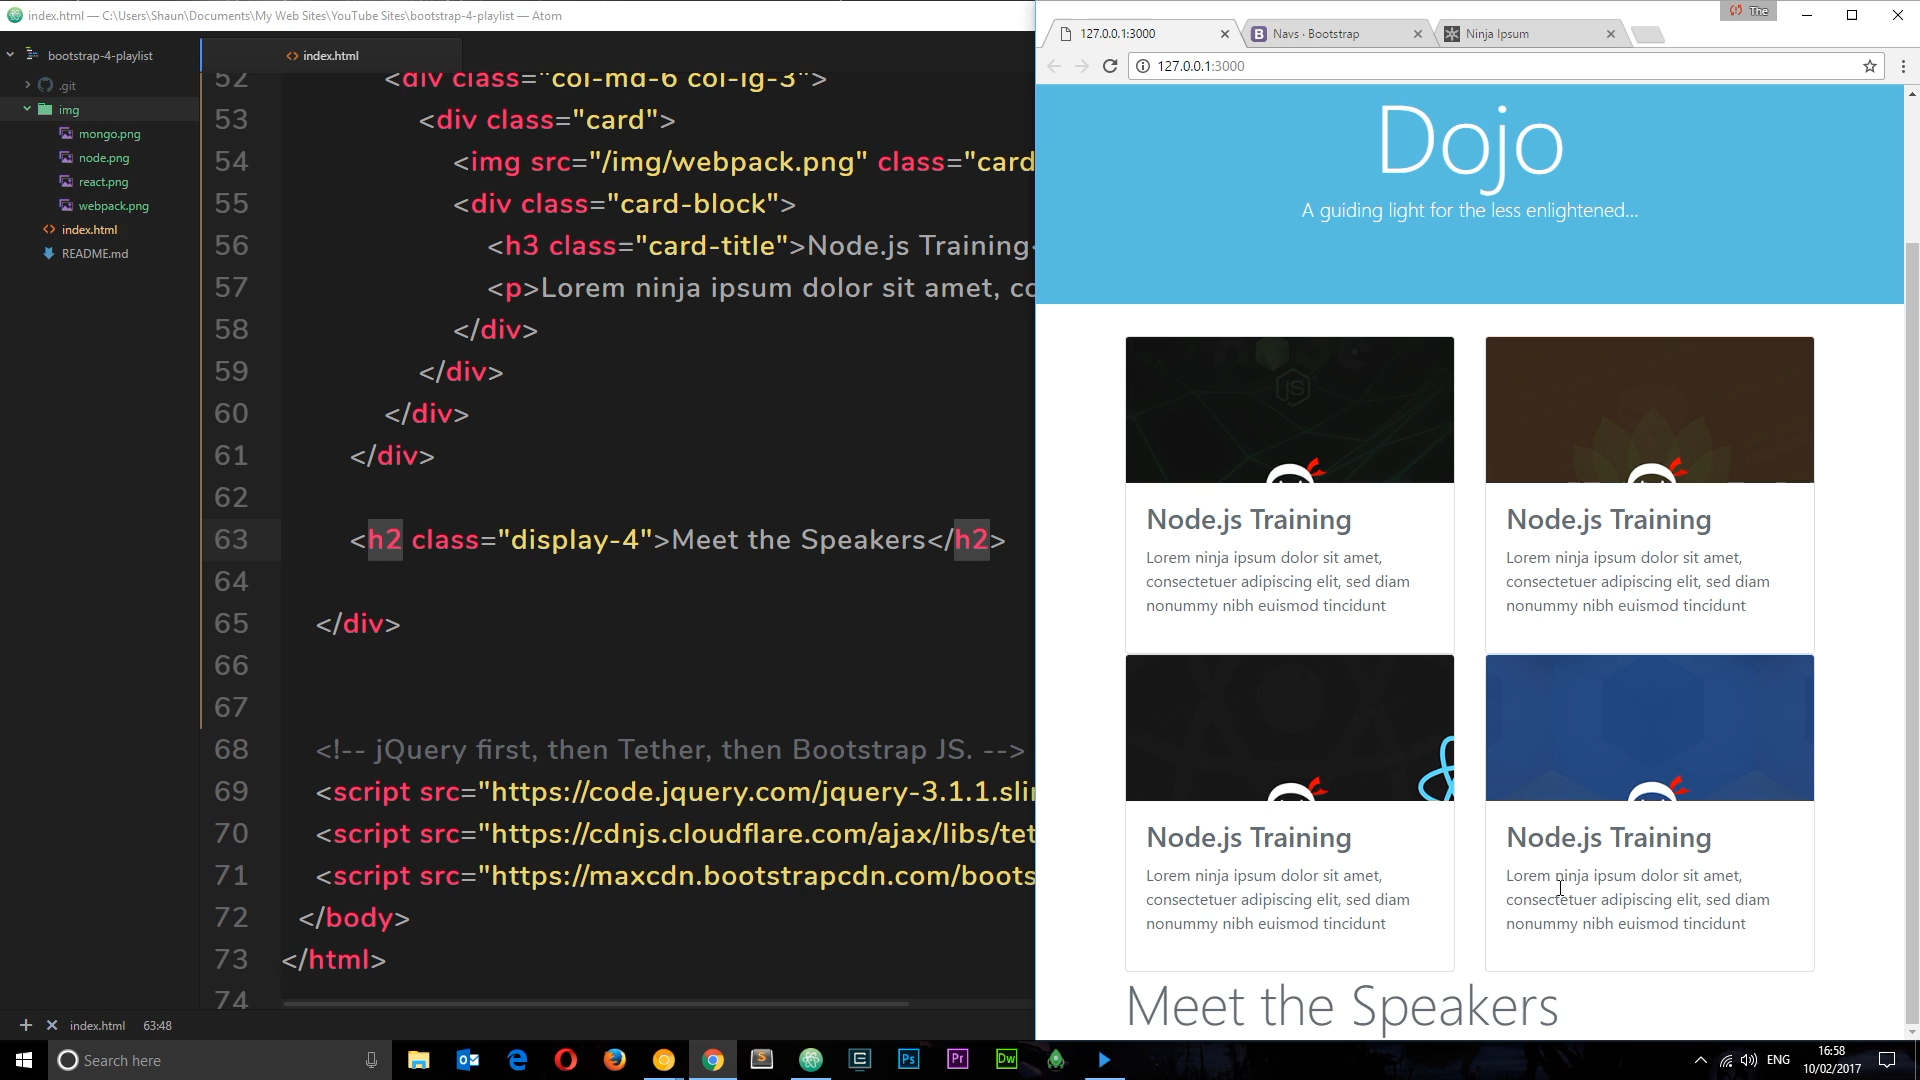 index.html — C:\Users\Shaun\Documents\My Web Sites\YouTube Sites\bootstrap-4-playlist — Atom
bootstrap-4-playlist
.git
img
mongo.png
node.png
react.png
webpack.png
index.html
README.md
index.html
52 <div class="col-md-6 col-lg-3">
53 <div class="card">
54 <img src="/img/webpack.png" class="card
55 <div class="card-block">
56 <h3 class="card-title">Node.js Training<
57 <p>Lorem ninja ipsum dolor sit amet, co
58 </div>
59 </div>
60 </div>
61 </div>
62
63 <h2 class="display-4">Meet the Speakers</h2>
64
65 </div>
66
67
68 <!-- jQuery first, then Tether, then Bootstrap JS. -->
69 <script src="https://code.jquery.com/jquery-3.1.1.slim
70 <script src="https://cdnjs.cloudflare.com/ajax/libs/tet
71 <script src="https://maxcdn.bootstrapcdn.com/boots
72 </body>
73 </html>
74
index.html 63:48
The
127.0.0.1:3000
Navs · Bootstrap
Ninja Ipsum
127.0.0.1:3000
Dojo
A guiding light for the less enlightened...
Node.js Training
Lorem ninja ipsum dolor sit amet,
consectetuer adipiscing elit, sed diam
nonummy nibh euismod tincidunt
Node.js Training
Lorem ninja ipsum dolor sit amet,
consectetuer adipiscing elit, sed diam
nonummy nibh euismod tincidunt
Node.js Training
Lorem ninja ipsum dolor sit amet,
consectetuer adipiscing elit, sed diam
nonummy nibh euismod tincidunt
Node.js Training
Lorem ninja ipsum dolor sit amet,
consectetuer adipiscing elit, sed diam
nonummy nibh euismod tincidunt
Meet the Speakers
Search here
Ps
Pr
Dw
ENG
16:58
10/02/2017